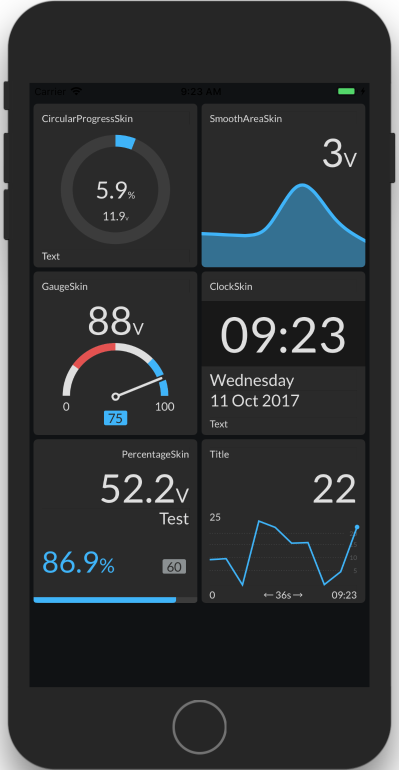 Carrier 9:23 AM
CircularProgressSkin
5.9%
11.9v
Text
SmoothAreaSkin
3V
GaugeSkin
88V
0 100
75
ClockSkin
09:23
Wednesday
11 Oct 2017
Text
PercentageSkin
52.2V
Test
86.9% 60
Title
22
25
10
5
0 ←36s→ 09:23